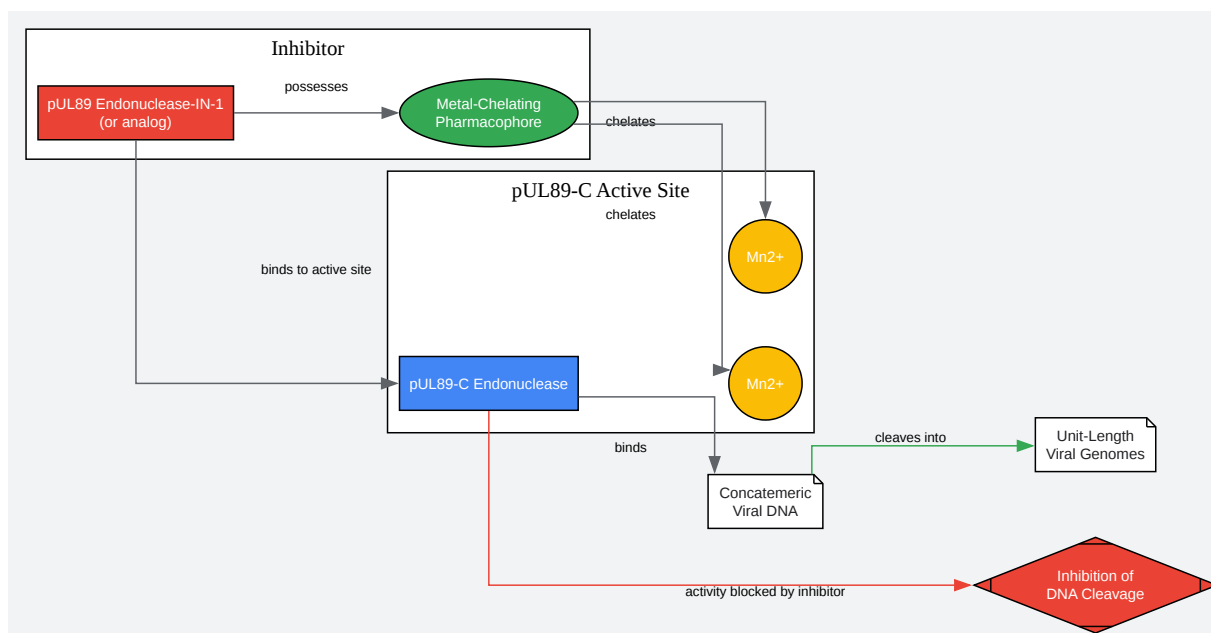 Inhibitor
possesses
pUL89 Endonuclease-IN-1
(or analog)
Metal-Chelating
Pharmacophore
chelates
pUL89-C Active Site
chelates
Mn2+
binds to active site
pUL89-C Endonuclease
Mn2+
binds
cleaves into
Unit-Length
Viral Genomes
Concatemeric
Viral DNA
activity blocked by inhibitor
Inhibition of
DNA Cleavage